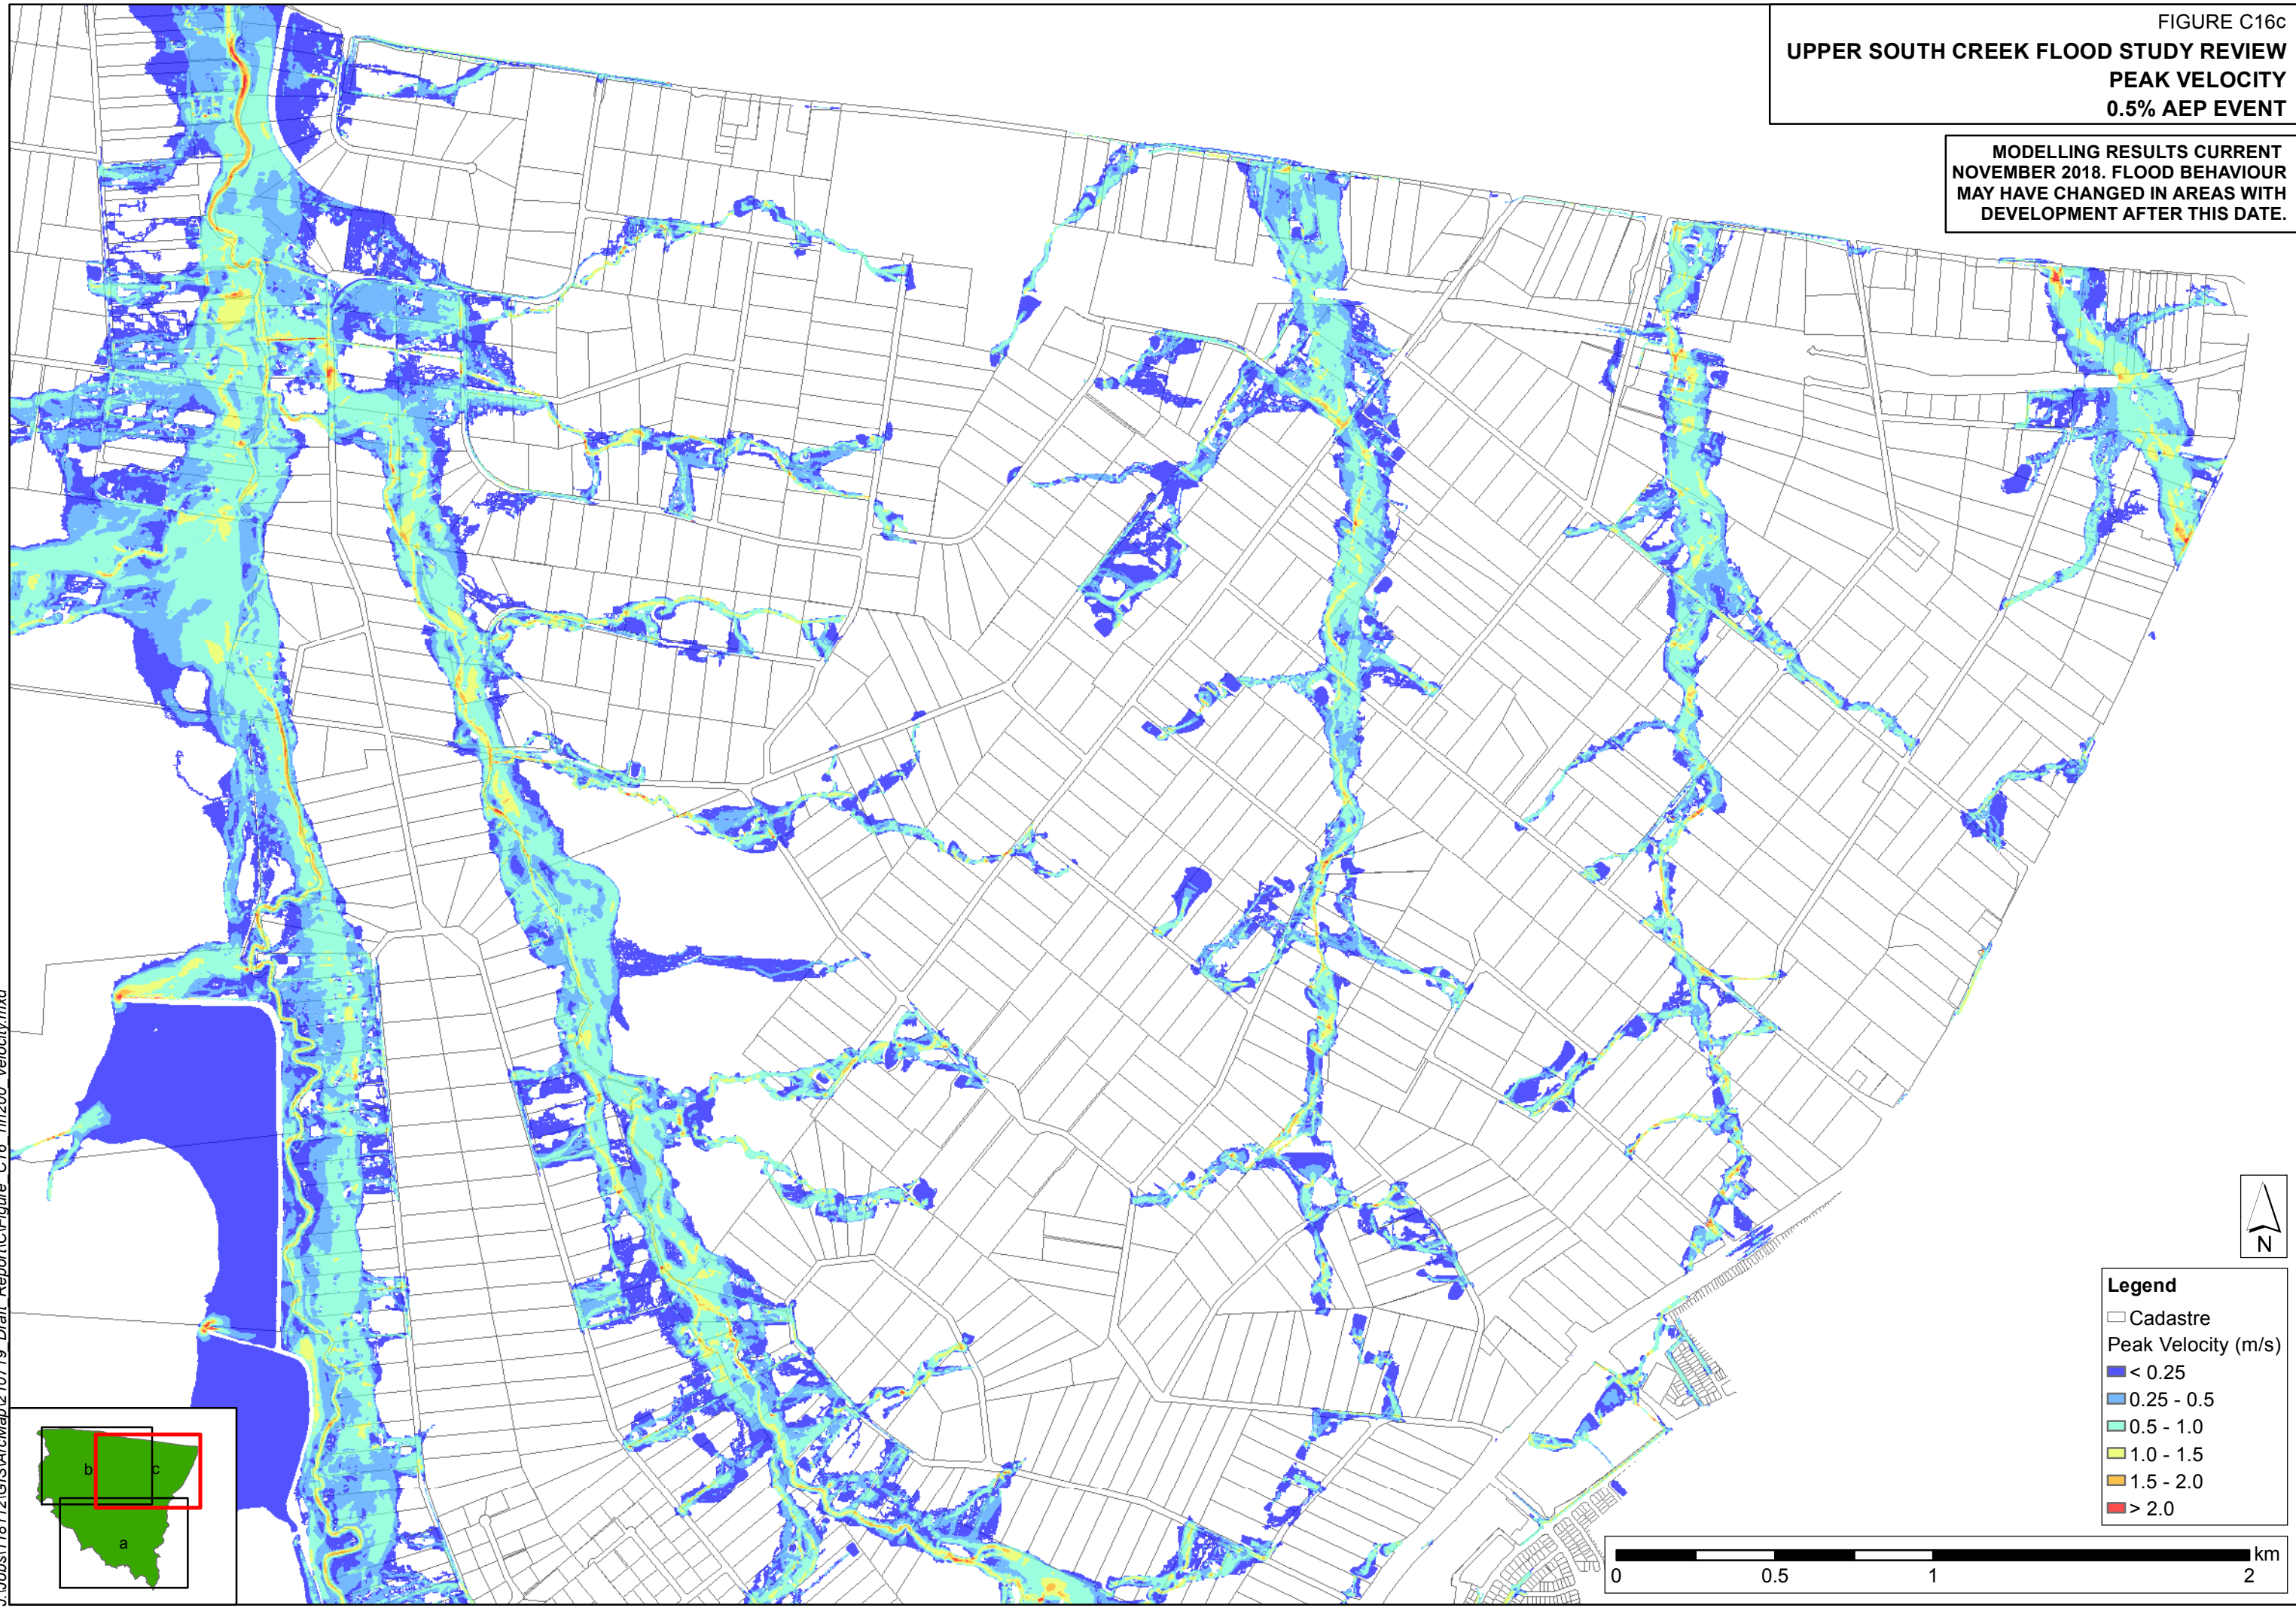 FIGURE C16c
UPPER SOUTH CREEK FLOOD STUDY REVIEW
PEAK VELOCITY
0.5% AEP EVENT
MODELLING RESULTS CURRENT
NOVEMBER 2018. FLOOD BEHAVIOUR
MAY HAVE CHANGED IN AREAS WITH
DEVELOPMENT AFTER THIS DATE.
N
Legend
Cadastre
Peak Velocity (m/s)
< 0.25
0.25 - 0.5
0.5 - 1.0
1.0 - 1.5
1.5 - 2.0
> 2.0
km
0 0.5 1 2
b c
a